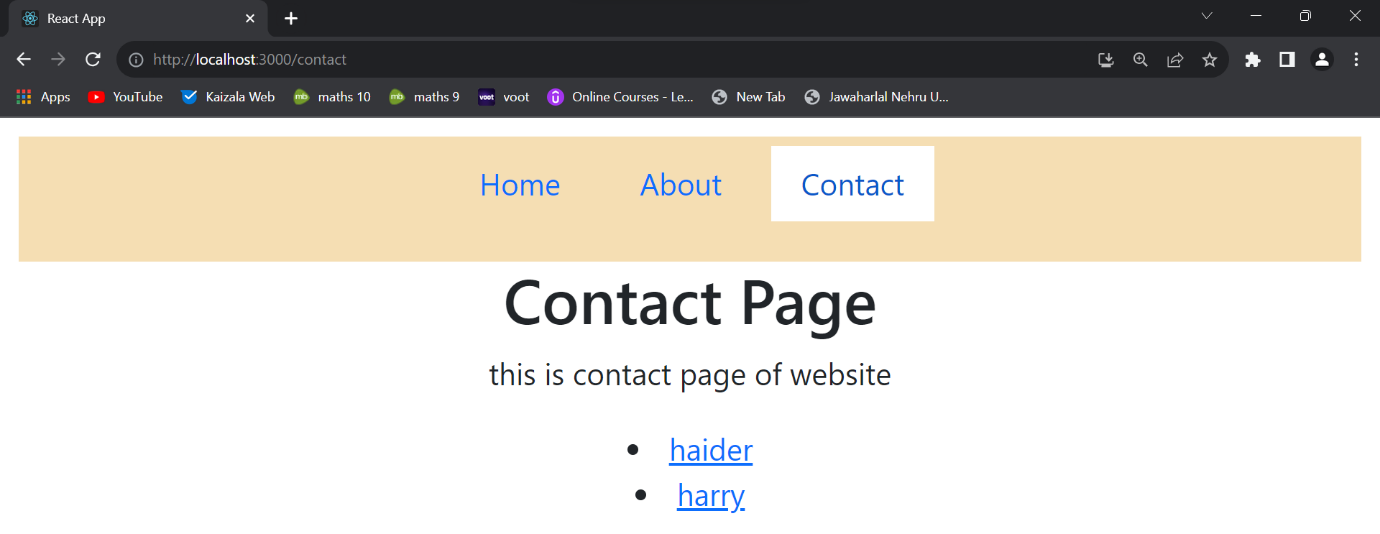 React App
http://localhost:3000/contact
Apps YouTube Kaizala Web maths 10 maths 9 voot Online Courses - Le... New Tab Jawaharlal Nehru U...
Home About Contact
Contact Page
this is contact page of website
haider
harry